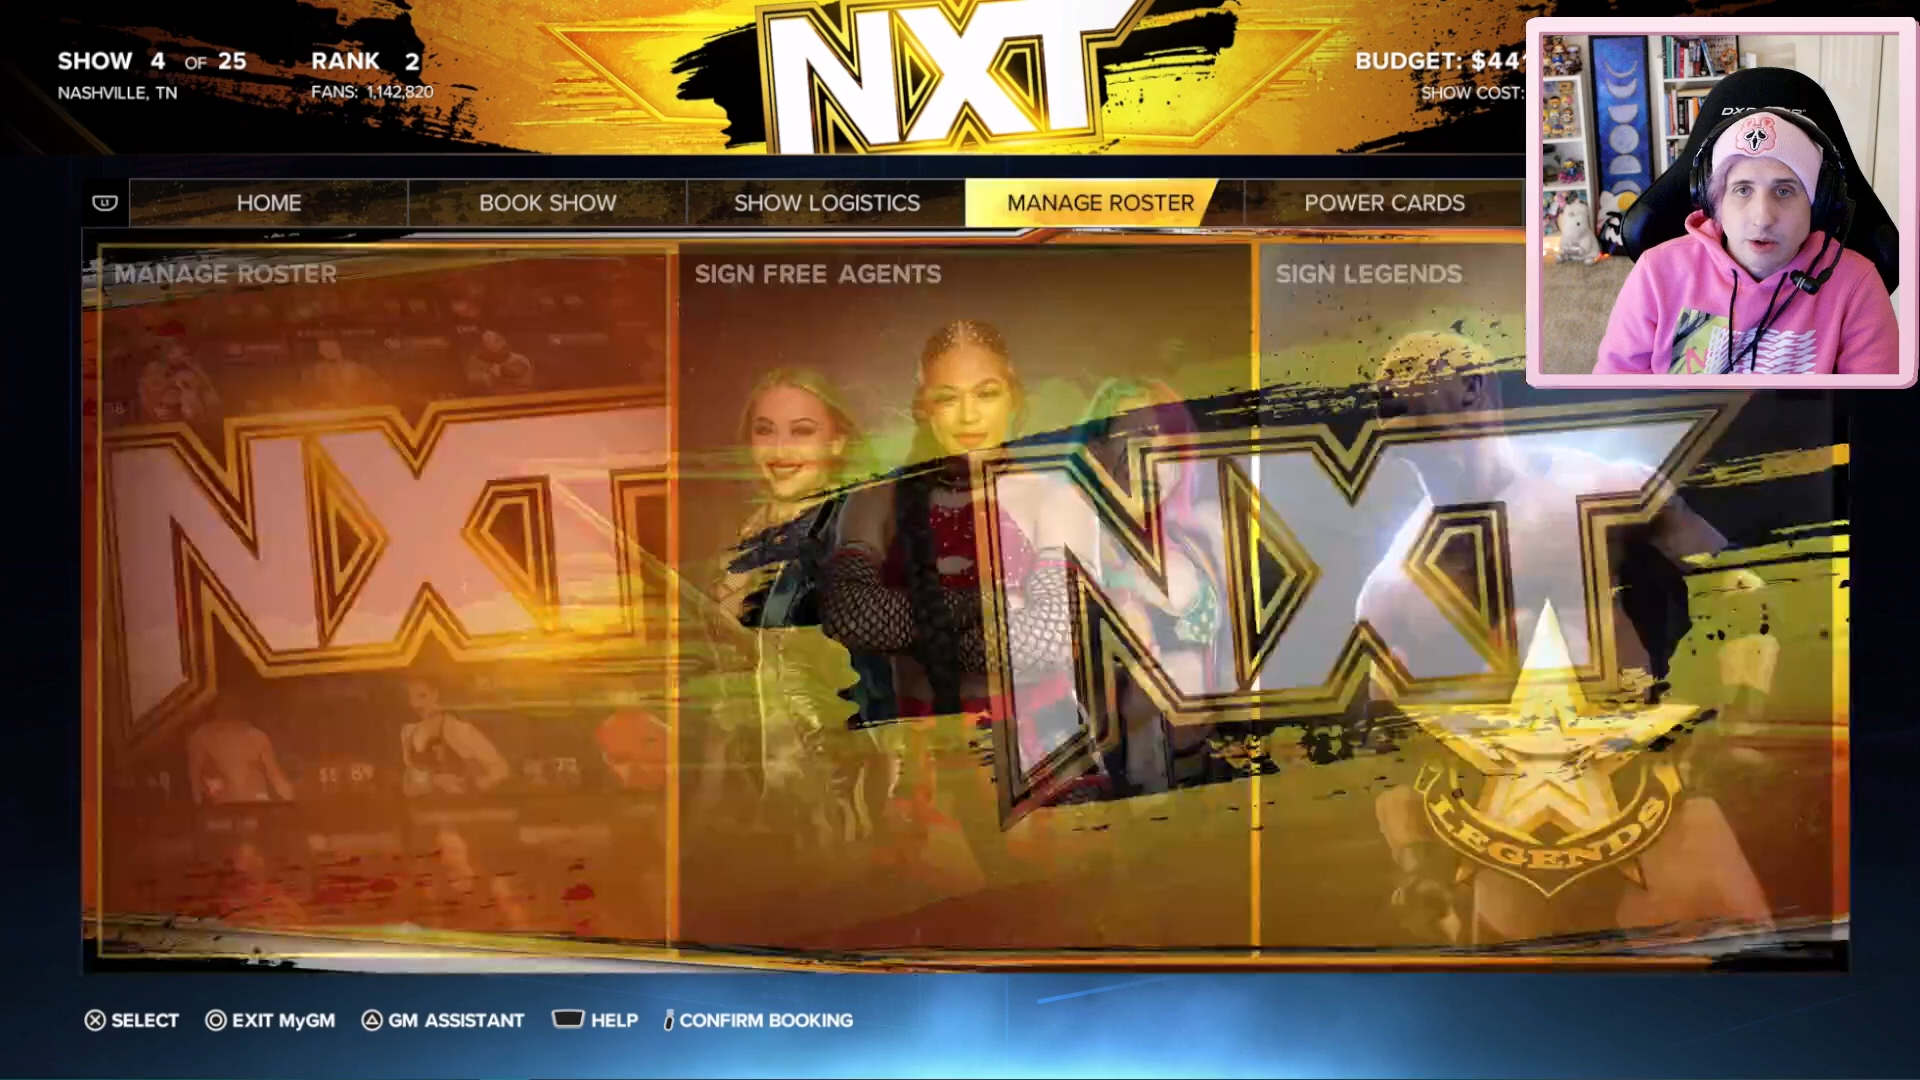 SHOW 4 OF 25
NASHVILLE, TN
RANK 2
FANS: 1,142,820
NXT
BUDGET: $44
SHOW COST:
HOME
BOOK SHOW
SHOW LOGISTICS
MANAGE ROSTER
POWER CARDS
MANAGE ROSTER
SIGN FREE AGENTS
SIGN LEGENDS
NXT
NXT
LEGENDS
SELECT
EXIT MyGM
GM ASSISTANT
HELP
CONFIRM BOOKING